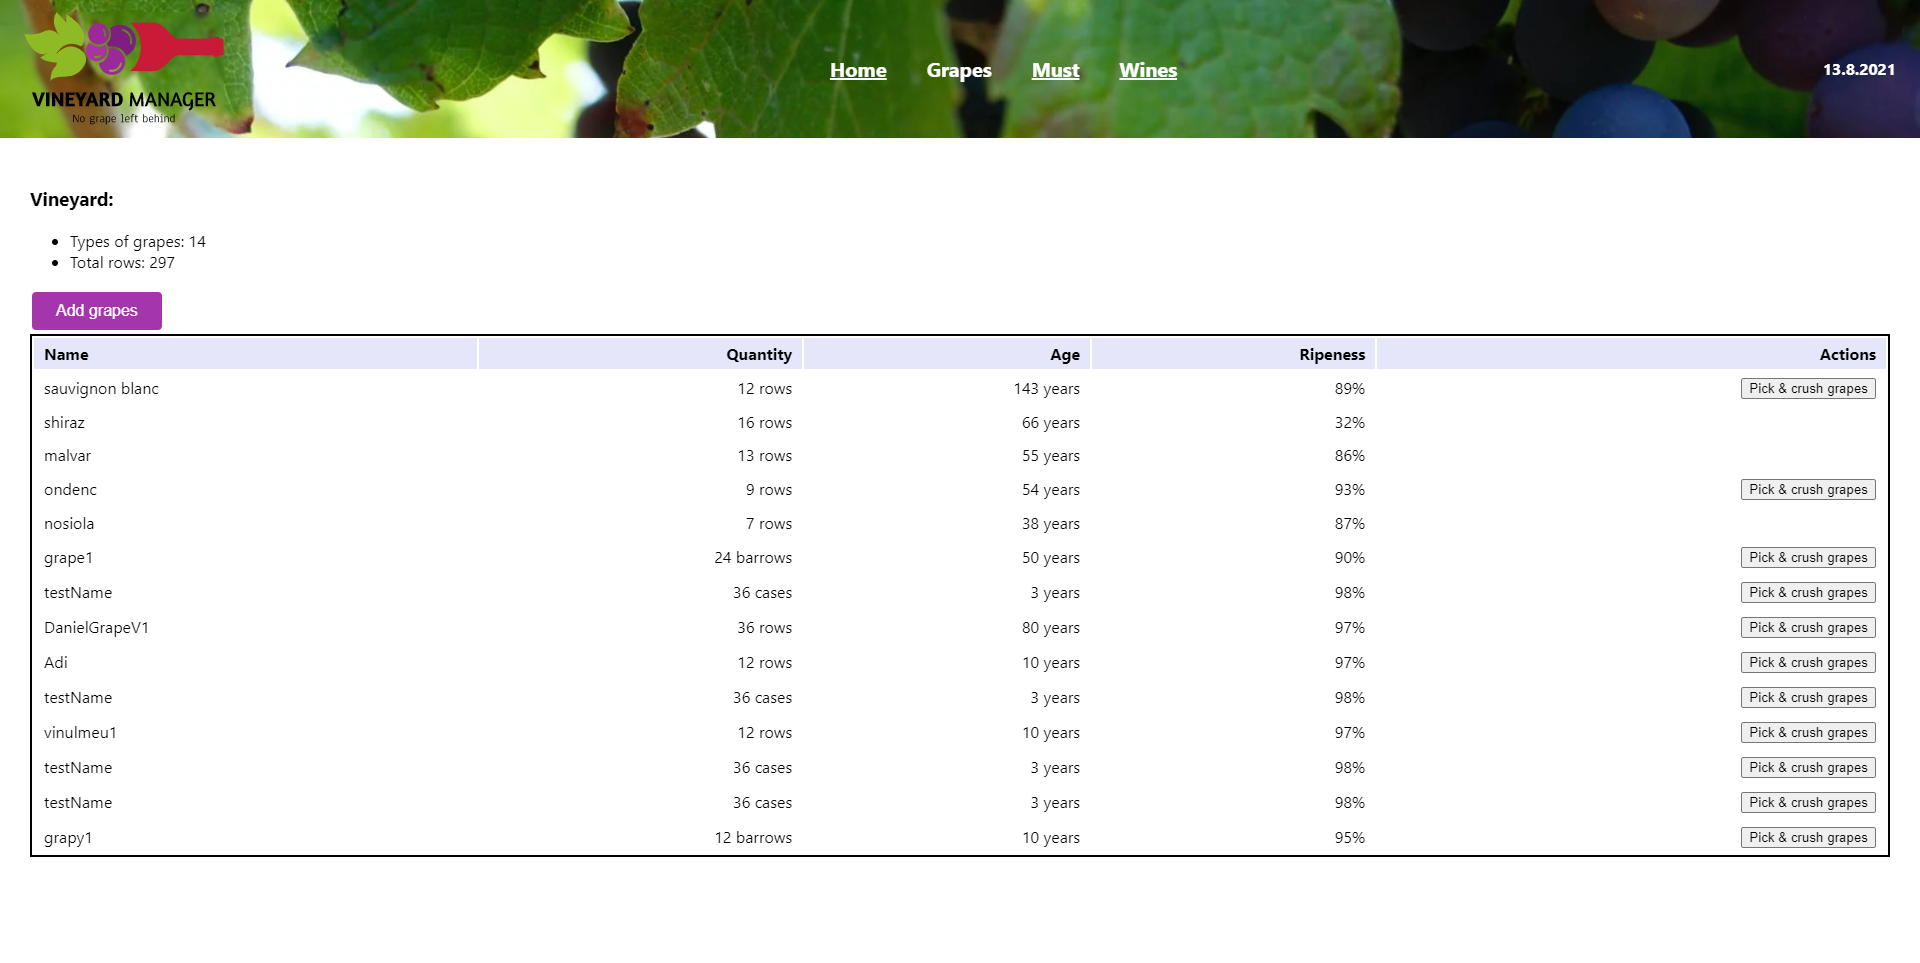 VINEYARD MANAGER
No grape left behind
Home Grapes Must Wines
13.8.2021
Vineyard:
Types of grapes: 14
Total rows: 297
Add grapes
Name Quantity Age Ripeness Actions
sauvignon blanc 12 rows 143 years 89% Pick & crush grapes
shiraz 16 rows 66 years 32%
malvar 13 rows 55 years 86%
ondenc 9 rows 54 years 93% Pick & crush grapes
nosiola 7 rows 38 years 87%
grape1 24 barrows 50 years 90% Pick & crush grapes
testName 36 cases 3 years 98% Pick & crush grapes
DanielGrapeV1 36 rows 80 years 97% Pick & crush grapes
Adi 12 rows 10 years 97% Pick & crush grapes
testName 36 cases 3 years 98% Pick & crush grapes
vinulmeu1 12 rows 10 years 97% Pick & crush grapes
testName 36 cases 3 years 98% Pick & crush grapes
testName 36 cases 3 years 98% Pick & crush grapes
grapy1 12 barrows 10 years 95% Pick & crush grapes